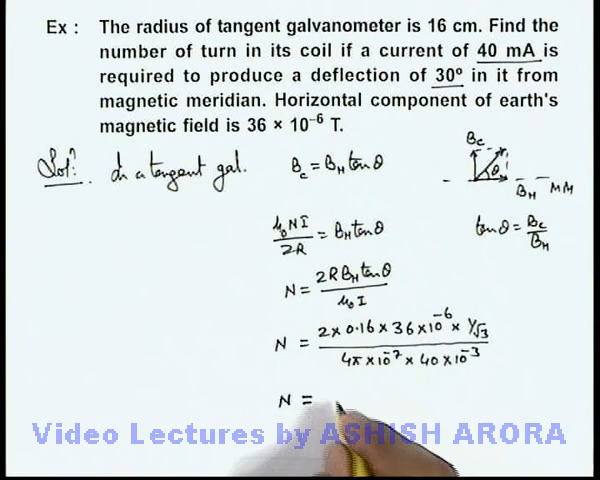 Ex : The radius of tangent galvanometer is 16 cm. Find the
number of turn in its coil if a current of 40 mA is
required to produce a deflection of 30º in it from
magnetic meridian. Horizontal component of earth's
magnetic field is 36 × 10⁻⁶ T.
Solⁿ. In a tangent gal. B_C = B_H tanθ
B_C
θ
B_H MM
μ₀NI/2R = B_H tanθ
tanθ = B_C/B_H
N = 2RB_H tanθ/μ₀I
N = 2×0.16×36×10⁻⁶×1/√3 / 4π×10⁻⁷×40×10⁻³
N =
Video Lectures by ASHISH ARORA